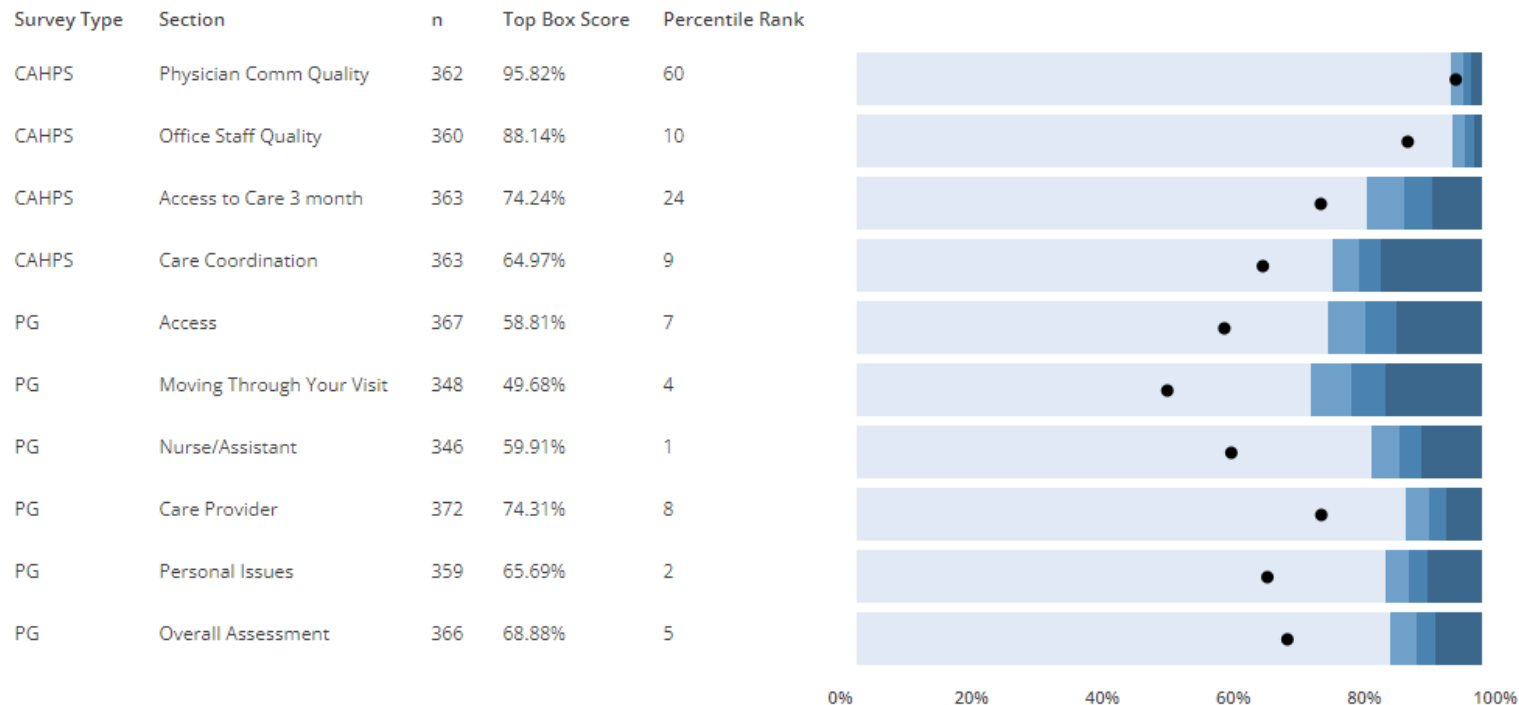 Survey Type Section n Top Box Score Percentile Rank
CAHPS Physician Comm Quality 362 95.82% 60
CAHPS Office Staff Quality 360 88.14% 10
CAHPS Access to Care 3 month 363 74.24% 24
CAHPS Care Coordination 363 64.97% 9
PG Access 367 58.81% 7
PG Moving Through Your Visit 348 49.68% 4
PG Nurse/Assistant 346 59.91% 1
PG Care Provider 372 74.31% 8
PG Personal Issues 359 65.69% 2
PG Overall Assessment 366 68.88% 5
0% 20% 40% 60% 80% 100%